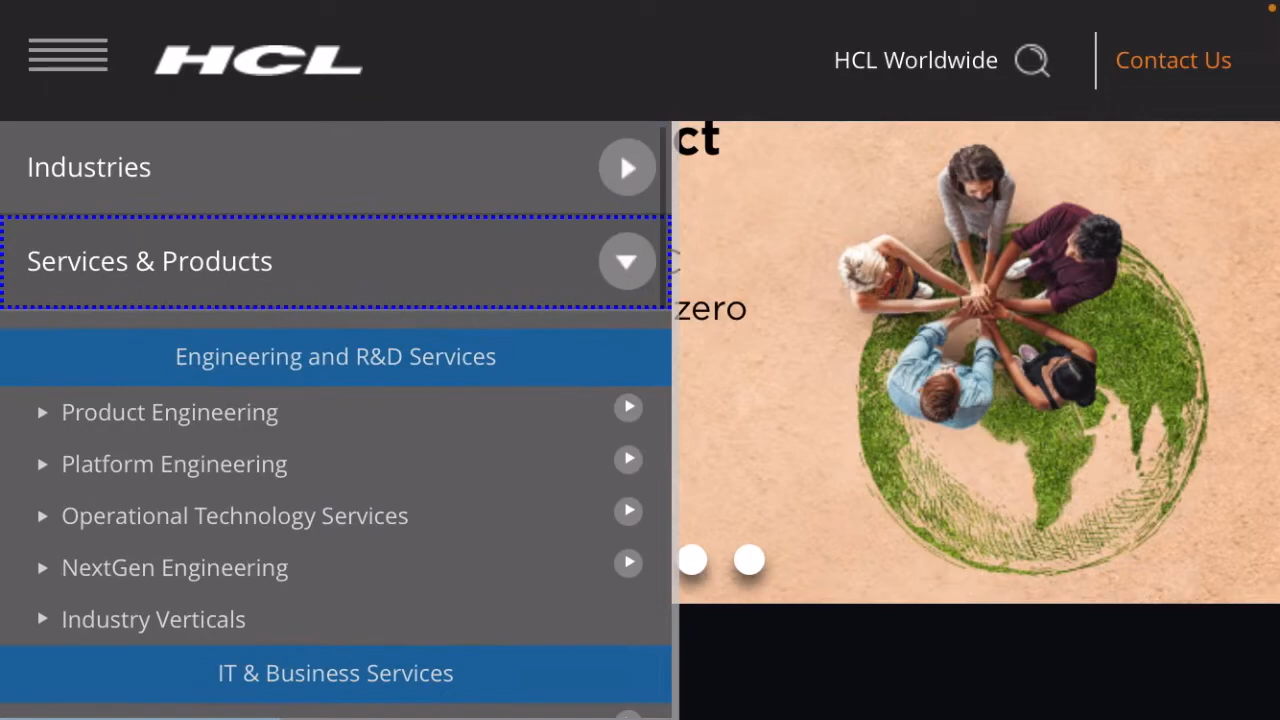 HCL
HCL Worldwide
Contact Us
Industries
Services & Products
Engineering and R&D Services
Product Engineering
Platform Engineering
Operational Technology Services
NextGen Engineering
Industry Verticals
IT & Business Services
ct
zero